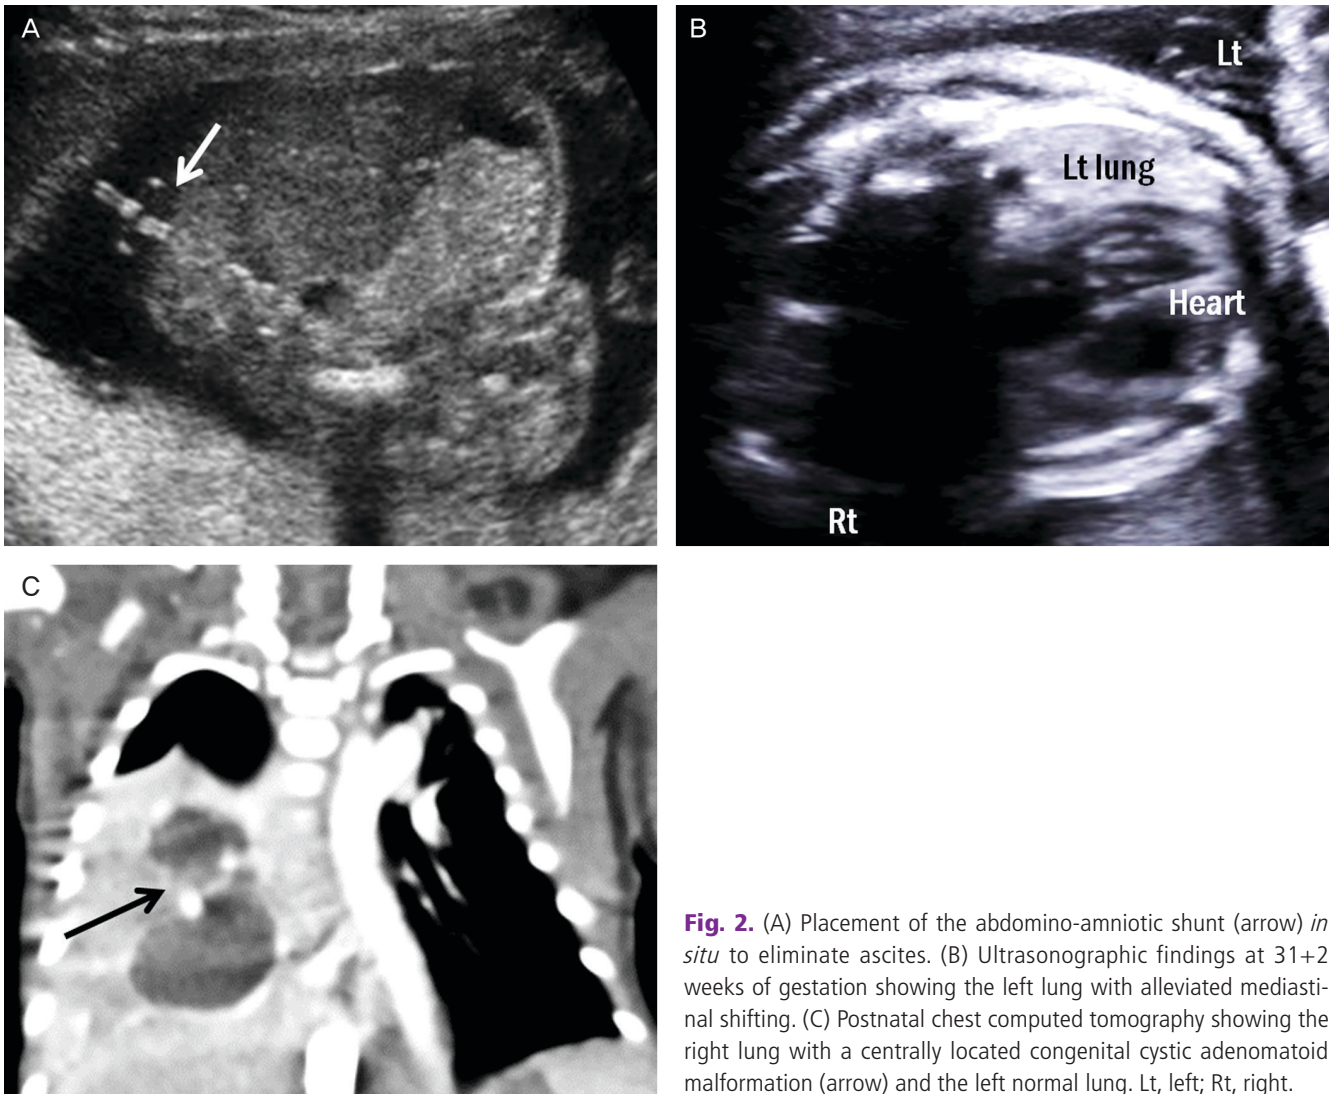 A
B
Lt
Lt lung
Heart
Rt
C
Fig. 2. (A) Placement of the abdomino-amniotic shunt (arrow) in
situ to eliminate ascites. (B) Ultrasonographic findings at 31+2
weeks of gestation showing the left lung with alleviated mediasti-
nal shifting. (C) Postnatal chest computed tomography showing the
right lung with a centrally located congenital cystic adenomatoid
malformation (arrow) and the left normal lung. Lt, left; Rt, right.